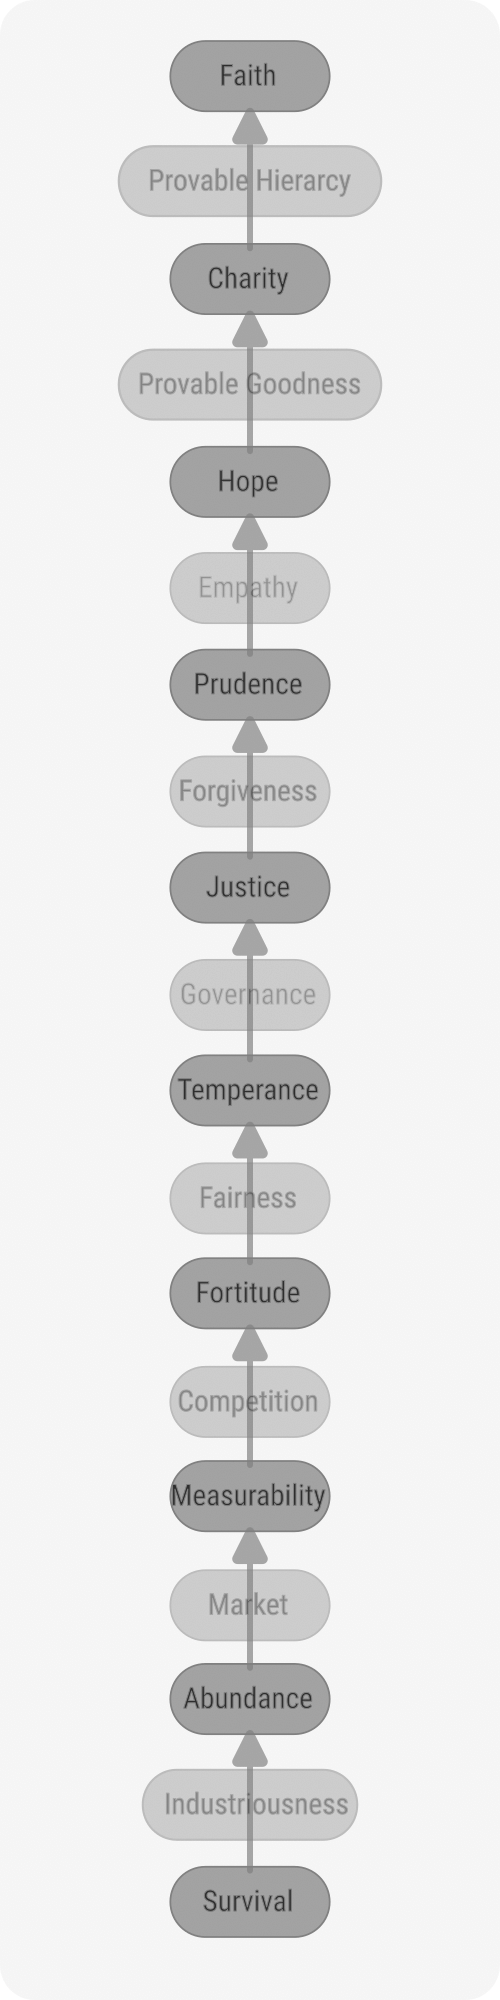 Faith
Provable Hierarcy
Charity
Provable Goodness
Hope
Empathy
Prudence
Forgiveness
Justice
Governance
Temperance
Fairness
Fortitude
Competition
Measurability
Market
Abundance
Industriousness
Survival